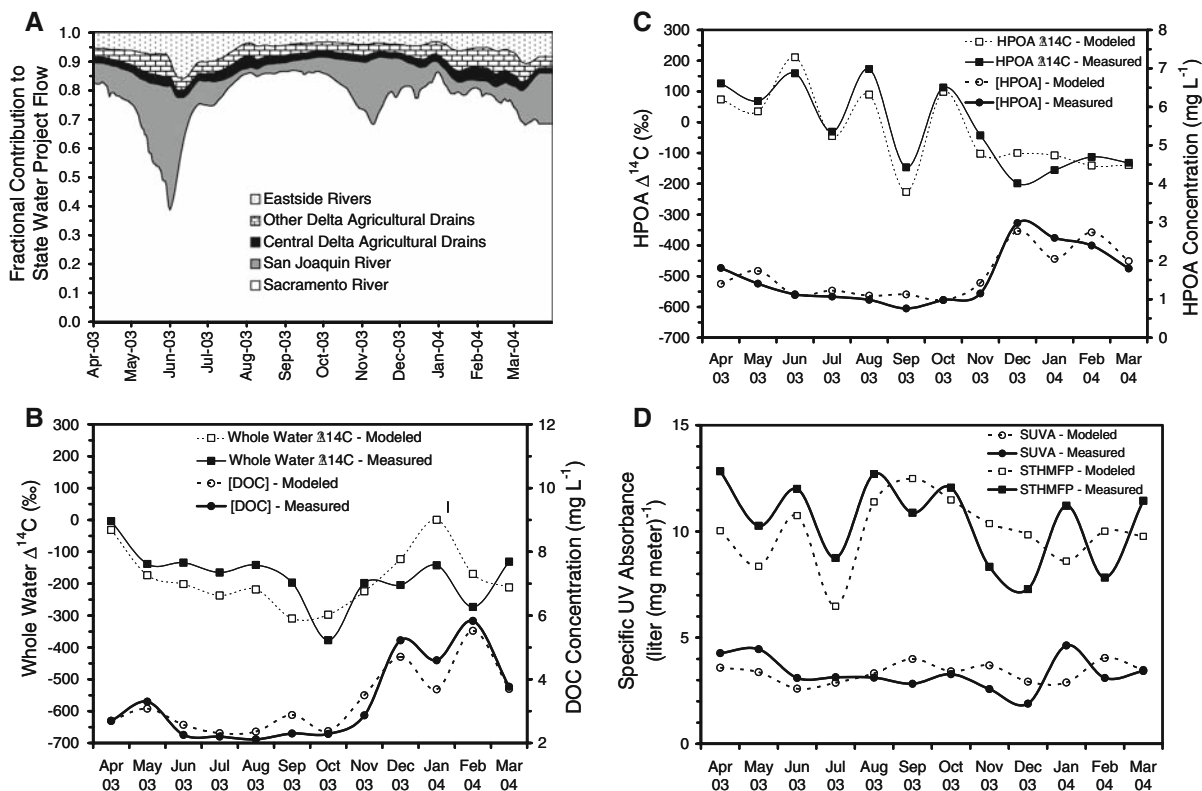 A
Fractional Contribution to
State Water Project Flow
1.0
0.9
0.8
0.7
0.6
0.5
0.4
0.3
0.2
0.1
0.0
Eastside Rivers
Other Delta Agricultural Drains
Central Delta Agricultural Drains
San Joaquin River
Sacramento River
Apr-03 May-03 Jun-03 Jul-03 Aug-03 Sep-03 Oct-03 Nov-03 Dec-03 Jan-04 Feb-04 Mar-04
B
Whole Water Δ14C (‰)
300
200
100
0
-100
-200
-300
-400
-500
-600
-700
Whole Water Δ14C - Modeled
Whole Water Δ14C - Measured
[DOC] - Modeled
[DOC] - Measured
I
12
10
8
6
4
2
DOC Concentration (mg L-1)
Apr May Jun Jul Aug Sep Oct Nov Dec Jan Feb Mar
03 03 03 03 03 03 03 03 03 04 04 04
C
HPOA Δ14C (‰)
300
200
100
0
-100
-200
-300
-400
-500
-600
-700
HPOA Δ14C - Modeled
HPOA Δ14C - Measured
[HPOA] - Modeled
[HPOA] - Measured
8
7
6
5
4
3
2
1
0
HPOA Concentration (mg L-1)
Apr May Jun Jul Aug Sep Oct Nov Dec Jan Feb Mar
03 03 03 03 03 03 03 03 03 04 04 04
D
Specific UV Absorbance
(liter (mg meter)-1)
15
10
5
0
SUVA - Modeled
SUVA - Measured
STHMFP - Modeled
STHMFP - Measured
Apr May Jun Jul Aug Sep Oct Nov Dec Jan Feb Mar
03 03 03 03 03 03 03 03 03 04 04 04